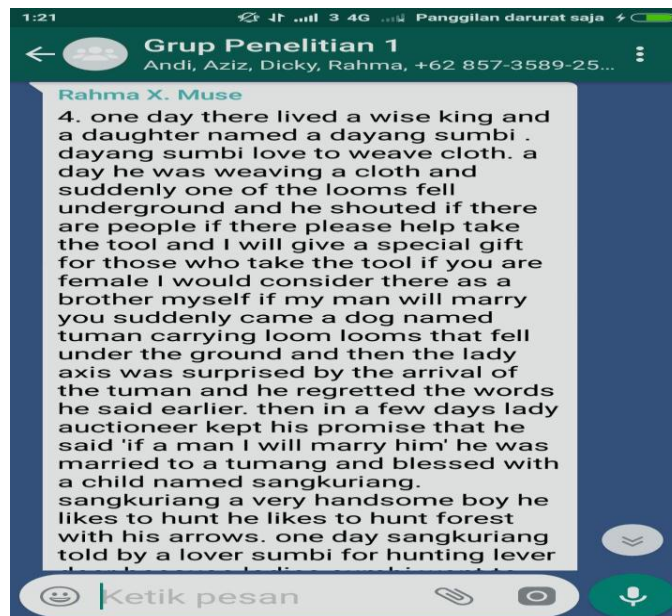 1:21 3 4G Panggilan darurat saja
Grup Penelitian 1
Andi, Aziz, Dicky, Rahma, +62 857-3589-25...
Rahma X. Muse
4. one day there lived a wise king and
a daughter named a dayang sumbi .
dayang sumbi love to weave cloth. a
day he was weaving a cloth and
suddenly one of the looms fell
underground and he shouted if there
are people if there please help take
the tool and I will give a special gift
for those who take the tool if you are
female I would consider there as a
brother myself if my man will marry
you suddenly came a dog named
tuman carrying loom looms that fell
under the ground and then the lady
axis was surprised by the arrival of
the tuman and he regretted the words
he said earlier. then in a few days lady
auctioneer kept his promise that he
said 'if a man I will marry him' he was
married to a tumang and blessed with
a child named sangkuriang.
sangkuriang a very handsome boy he
likes to hunt he likes to hunt forest
with his arrows. one day sangkuriang
told by a lover sumbi for hunting lever
Ketik pesan